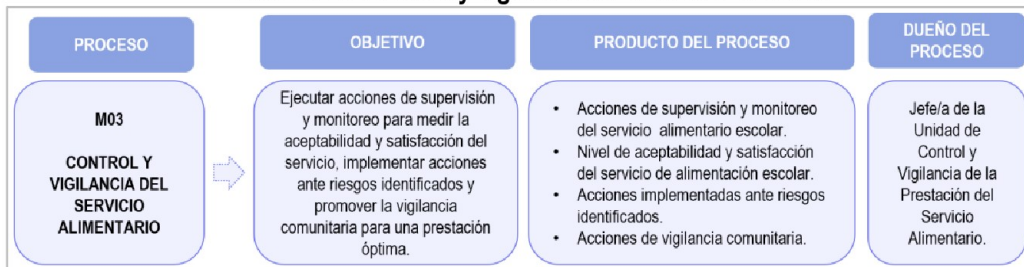 PROCESO
OBJETIVO
PRODUCTO DEL PROCESO
DUEÑO DEL
PROCESO
M03
CONTROL Y
VIGILANCIA DEL
SERVICIO
ALIMENTARIO
Ejecutar acciones de supervisión
y monitoreo para medir la
aceptabilidad y satisfacción del
servicio, implementar acciones
ante riesgos identificados y
promover la vigilancia
comunitaria para una prestación
óptima.
• Acciones de supervisión y monitoreo
del servicio alimentario escolar.
• Nivel de aceptabilidad y satisfacción
del servicio de alimentación escolar.
• Acciones implementadas ante riesgos
identificados.
• Acciones de vigilancia comunitaria.
Jefe/a de la
Unidad de
Control y
Vigilancia de la
Prestación del
Servicio
Alimentario.